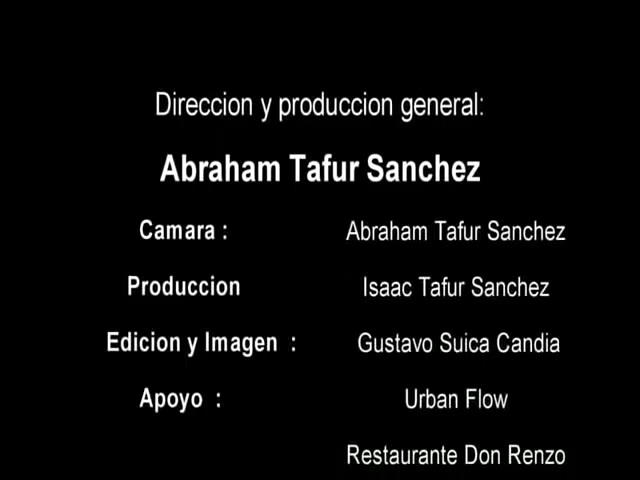 Direccion y produccion general:
Abraham Tafur Sanchez
Camara : Abraham Tafur Sanchez
Produccion Isaac Tafur Sanchez
Edicion y Imagen : Gustavo Suica Candia
Apoyo : Urban Flow
Restaurante Don Renzo